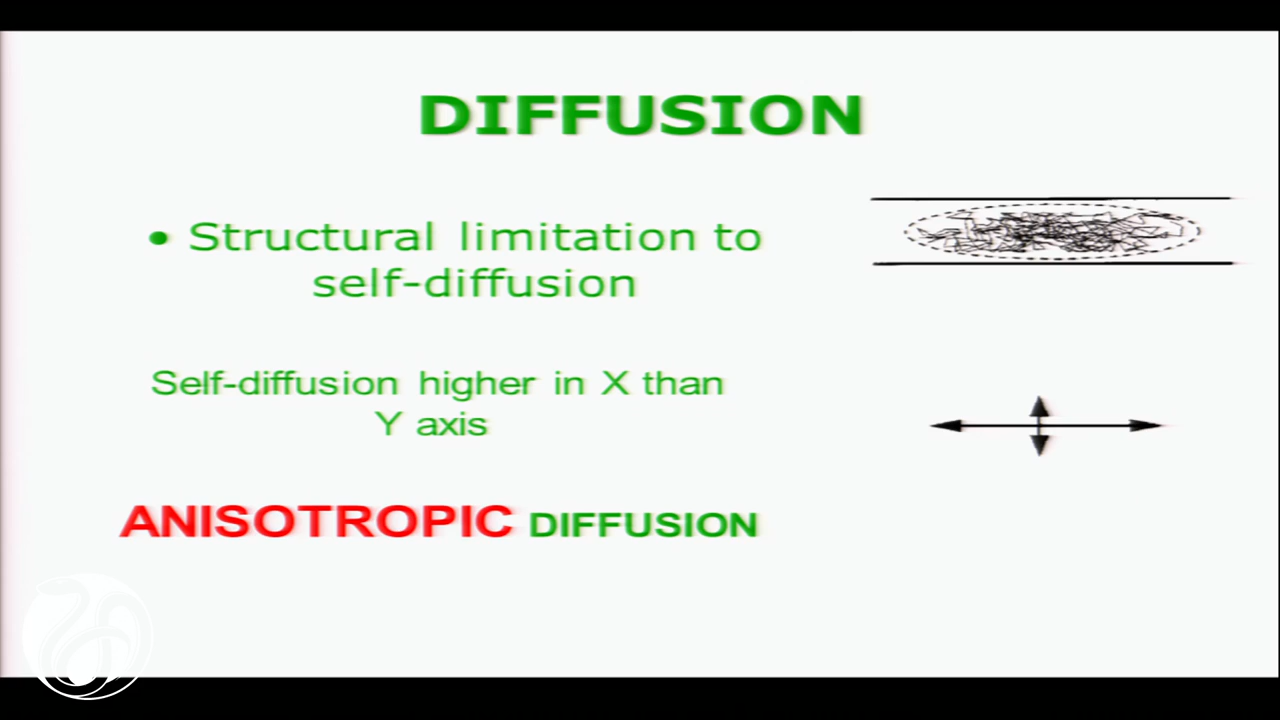 DIFFUSION
• Structural limitation to
self-diffusion
Self-diffusion higher in X than
Y axis
ANISOTROPIC DIFFUSION